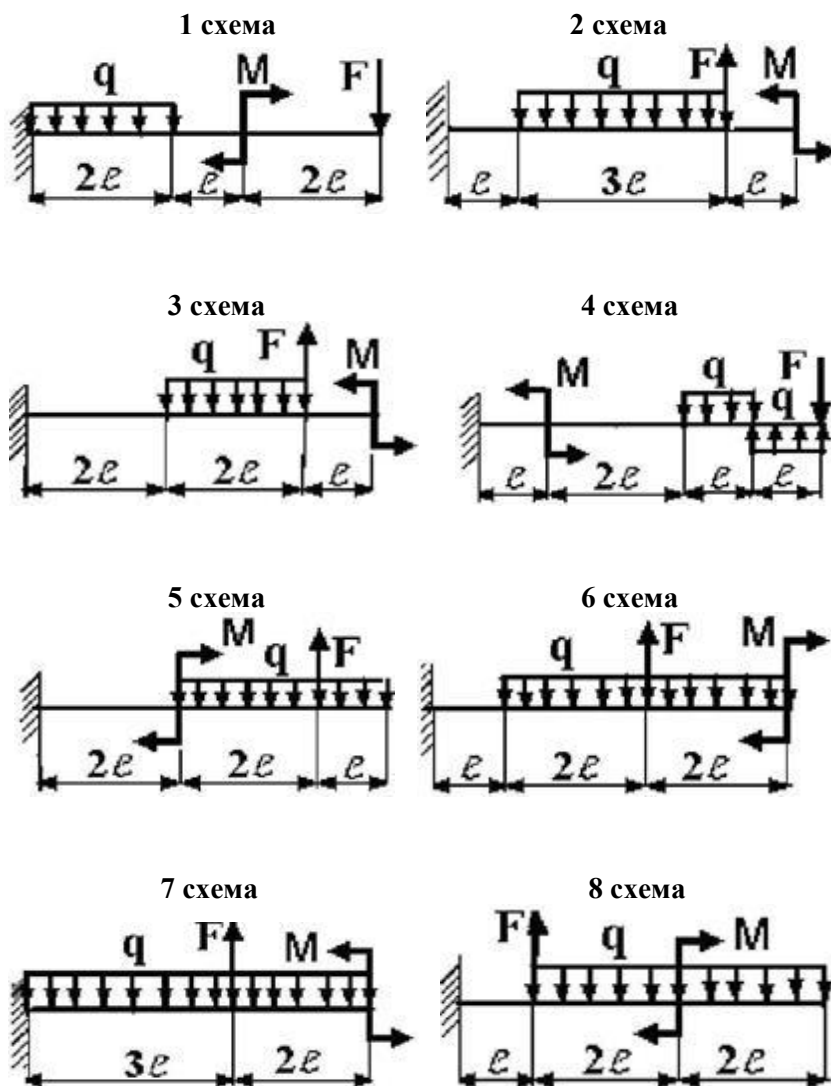 1 схема
2 схема
q
M
F
q
F
M
2ℓ
ℓ
2ℓ
ℓ
3ℓ
ℓ
3 схема
4 схема
q
F
M
M
q
F
q
2ℓ
2ℓ
ℓ
ℓ
2ℓ
ℓ
ℓ
5 схема
6 схема
M
q
F
q
F
M
2ℓ
2ℓ
ℓ
ℓ
2ℓ
2ℓ
7 схема
8 схема
q
F
M
F
q
M
3ℓ
2ℓ
ℓ
2ℓ
2ℓ